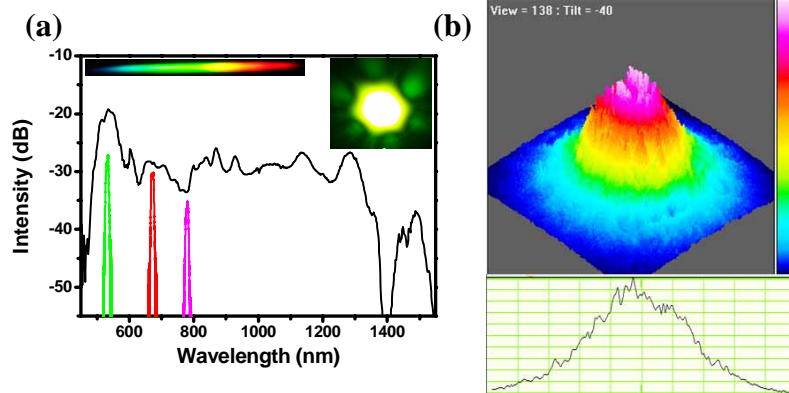 (a)
-10
-20
-30
-40
-50
Intensity (dB)
600 800 1000 1200 1400
Wavelength (nm)
(b)
View = 138 : Tilt = -40